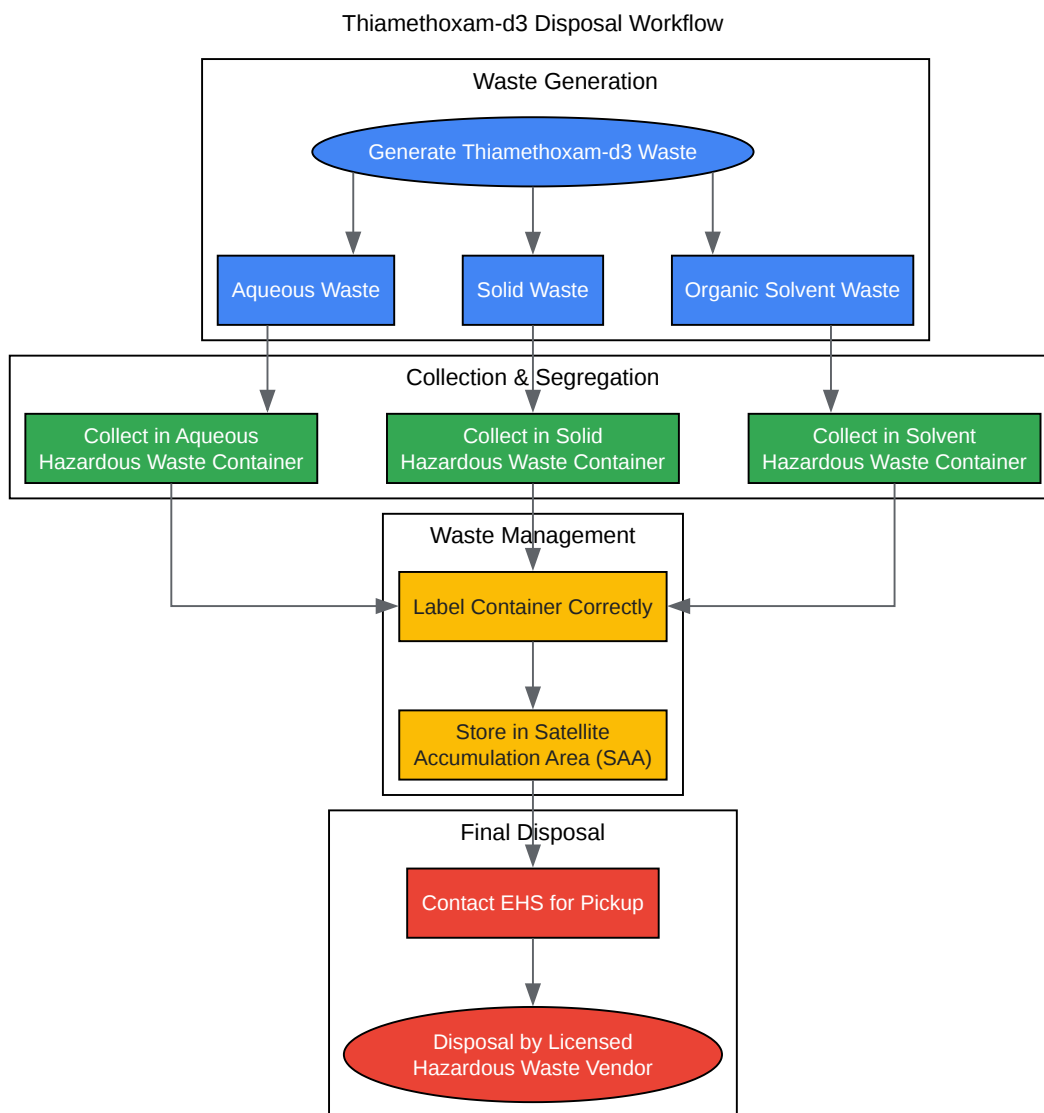 Thiamethoxam-d3 Disposal Workflow
Waste Generation
Generate Thiamethoxam-d3 Waste
Aqueous Waste
Solid Waste
Organic Solvent Waste
Collection & Segregation
Collect in Aqueous
Hazardous Waste Container
Collect in Solid
Hazardous Waste Container
Collect in Solvent
Hazardous Waste Container
Waste Management
Label Container Correctly
Store in Satellite
Accumulation Area (SAA)
Final Disposal
Contact EHS for Pickup
Disposal by Licensed
Hazardous Waste Vendor